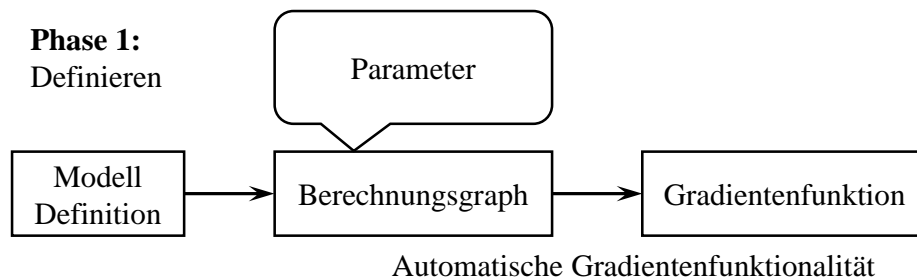 Phase 1:
Definieren
Parameter
Modell
Definition
Berechnungsgraph
Gradientenfunktion
Automatische Gradientenfunktionalität